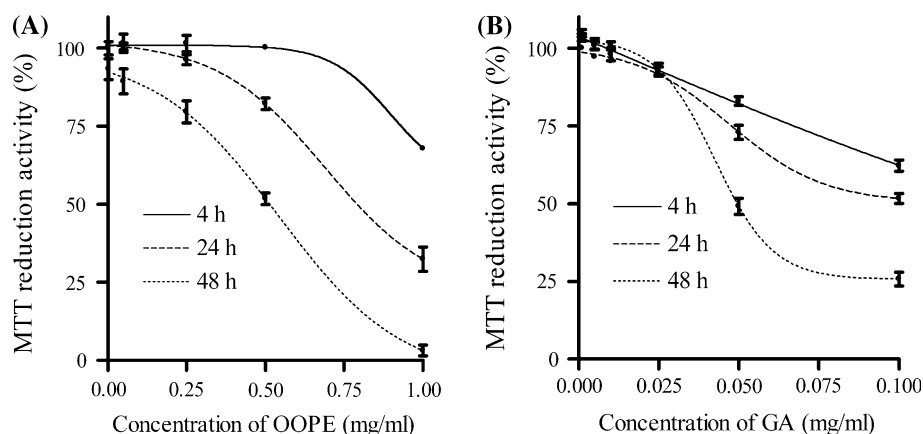 (A)
MTT reduction activity (%)
100
75
50
25
0
4 h
24 h
48 h
0.00 0.25 0.50 0.75 1.00
Concentration of OOPE (mg/ml)
(B)
MTT reduction activity (%)
100
75
50
25
0
4 h
24 h
48 h
0.000 0.025 0.050 0.075 0.100
Concentration of GA (mg/ml)